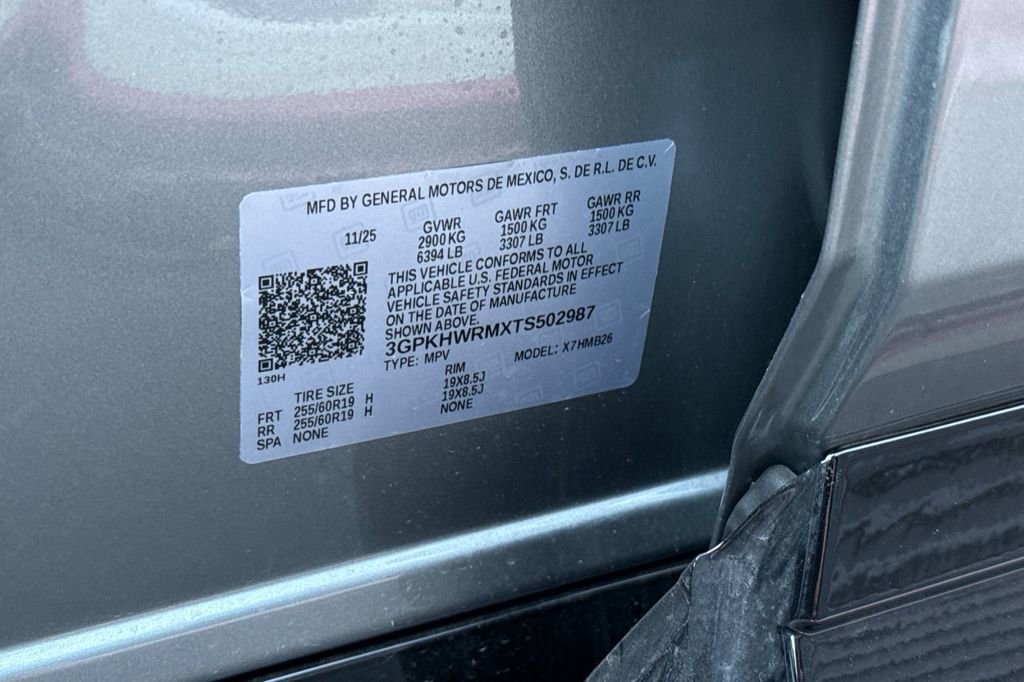 MFD BY GENERAL MOTORS DE MEXICO, S. DE R.L. DE C.V.
11/25 GVWR GAWR FRT GAWR RR
2900 KG 1500 KG 1500 KG
6394 LB 3307 LB 3307 LB
THIS VEHICLE CONFORMS TO ALL
APPLICABLE U.S. FEDERAL MOTOR
VEHICLE SAFETY STANDARDS IN EFFECT
ON THE DATE OF MANUFACTURE
SHOWN ABOVE.
3GPKHWRMXTS502987
TYPE: MPV MODEL: X7HMB26
130H
TIRE SIZE RIM
FRT 255/60R19 H 19X8.5J
RR 255/60R19 H 19X8.5J
SPA NONE NONE